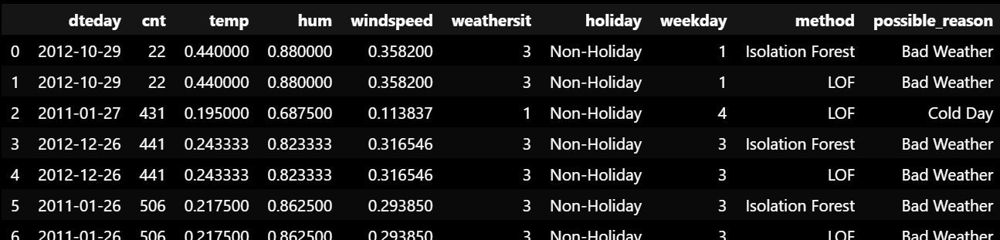 dteday cnt temp hum windspeed weathersit holiday weekday method possible_reason
0 2012-10-29 22 0.440000 0.880000 0.358200 3 Non-Holiday 1 Isolation Forest Bad Weather
1 2012-10-29 22 0.440000 0.880000 0.358200 3 Non-Holiday 1 LOF Bad Weather
2 2011-01-27 431 0.195000 0.687500 0.113837 1 Non-Holiday 4 LOF Cold Day
3 2012-12-26 441 0.243333 0.823333 0.316546 3 Non-Holiday 3 Isolation Forest Bad Weather
4 2012-12-26 441 0.243333 0.823333 0.316546 3 Non-Holiday 3 LOF Bad Weather
5 2011-01-26 506 0.217500 0.862500 0.293850 3 Non-Holiday 3 Isolation Forest Bad Weather
6 2011-01-26 506 0.217500 0.862500 0.293850 3 Non-Holiday 3 LOF Bad Weather